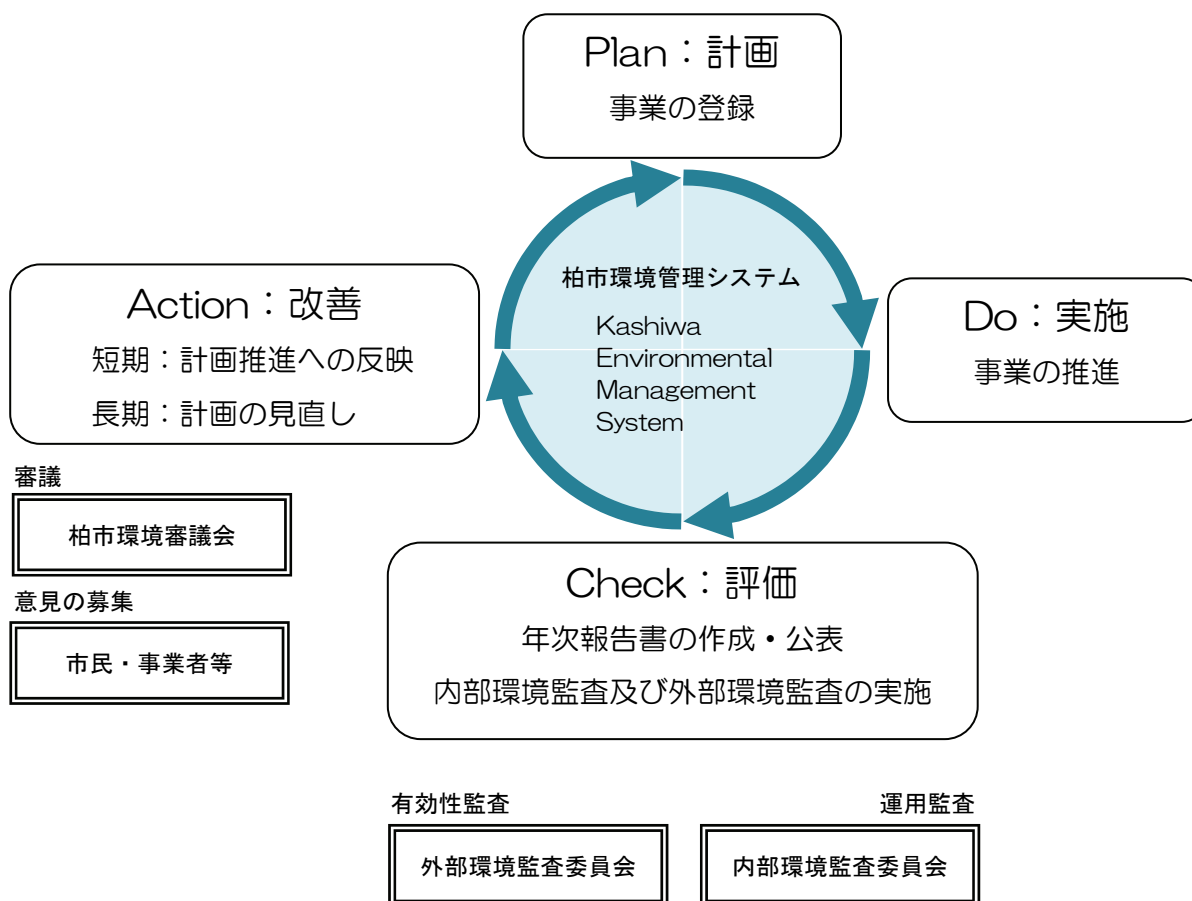 Plan：計画
事業の登録
柏市環境管理システム
Kashiwa
Environmental
Management
System
Action：改善
短期：計画推進への反映
長期：計画の見直し
Do：実施
事業の推進
審議
柏市環境審議会
意見の募集
市民・事業者等
Check：評価
年次報告書の作成・公表
内部環境監査及び外部環境監査の実施
有効性監査
外部環境監査委員会
運用監査
内部環境監査委員会